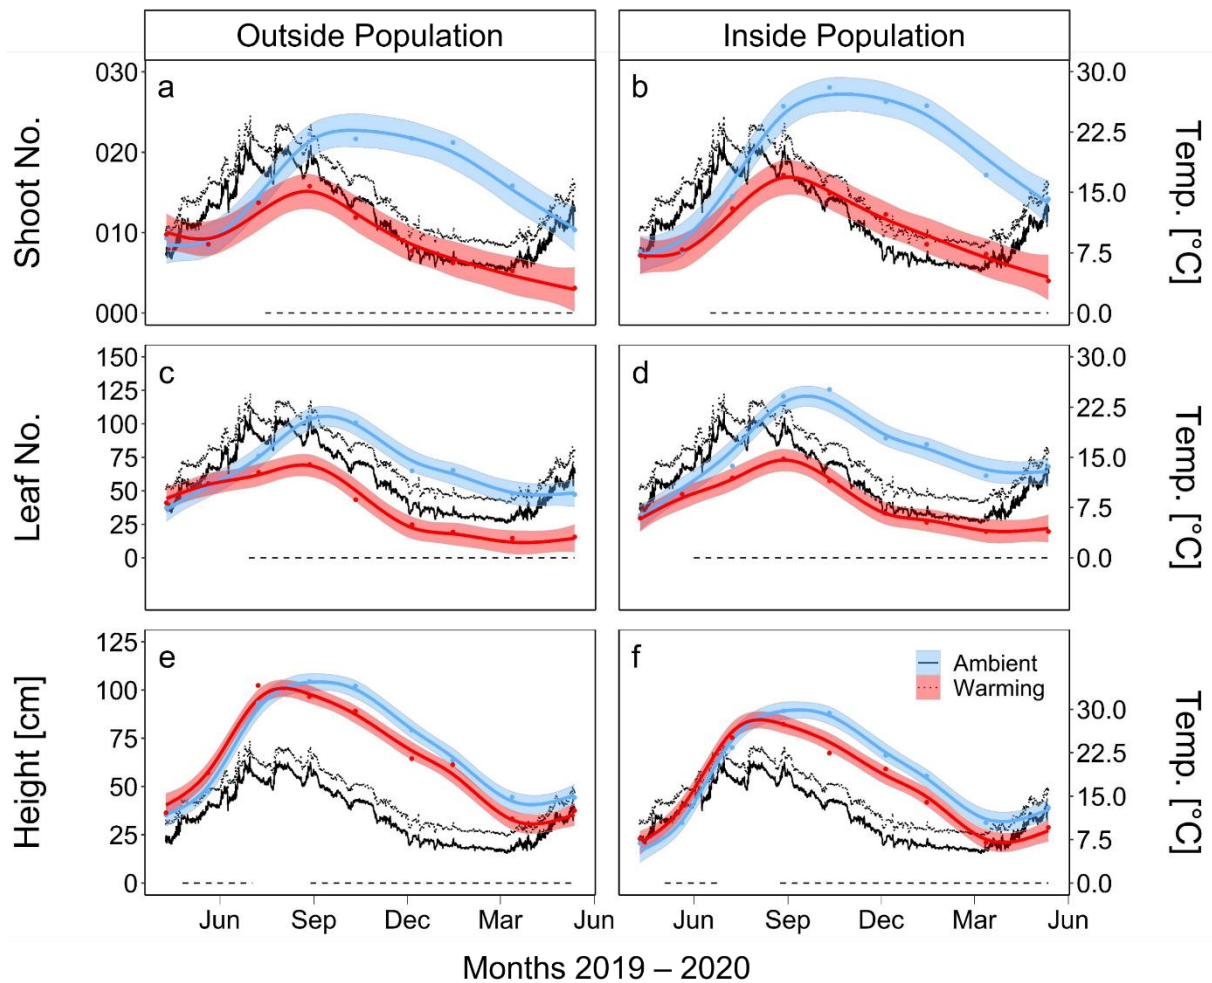 Outside Population
Inside Population
Shoot No.
030
020
010
000
a
b
30.0
22.5
15.0
7.5
0.0
Temp. [°C]
Leaf No.
150
125
100
75
50
25
0
c
d
30.0
22.5
15.0
7.5
0.0
Temp. [°C]
Height [cm]
125
100
75
50
25
0
e
f
Ambient
Warming
30.0
22.5
15.0
7.5
0.0
Temp. [°C]
Jun Sep Dec Mar Jun
Jun Sep Dec Mar Jun
Months 2019 – 2020